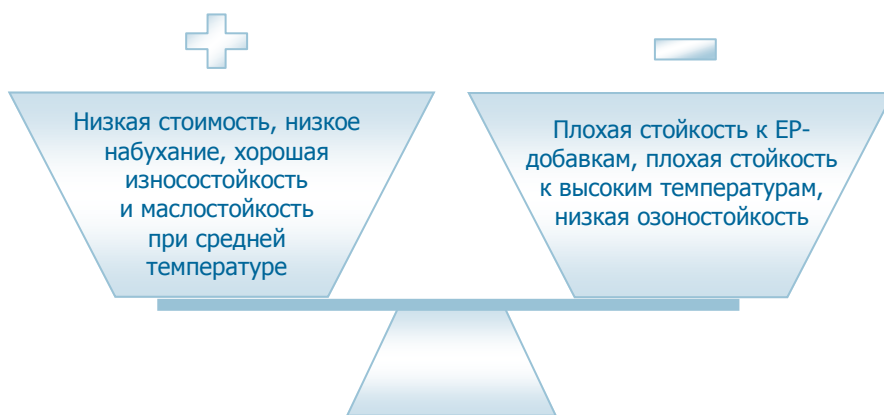 Низкая стоимость, низкое
набухание, хорошая
износостойкость
и маслостойкость
при средней
температуре
Плохая стойкость к EP-
добавкам, плохая стойкость
к высоким температурам,
низкая озоностойкость